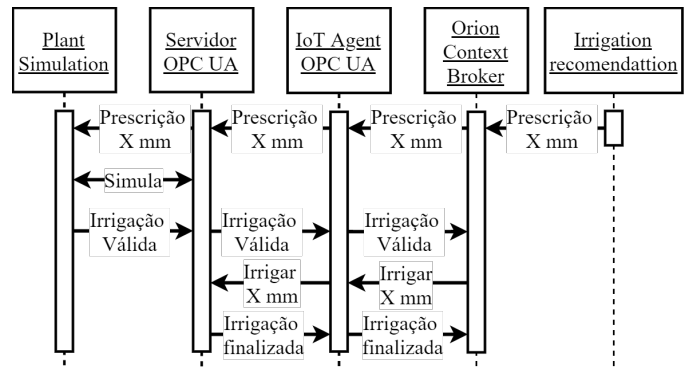 Plant
Simulation
Servidor
OPC UA
IoT Agent
OPC UA
Orion
Context
Broker
Irrigation
recomendattion
Prescrição
X mm
Prescrição
X mm
Prescrição
X mm
Prescrição
X mm
Simula
Irrigação
Válida
Irrigação
Válida
Irrigação
Válida
Irrigar
X mm
Irrigar
X mm
Irrigação
finalizada
Irrigação
finalizada